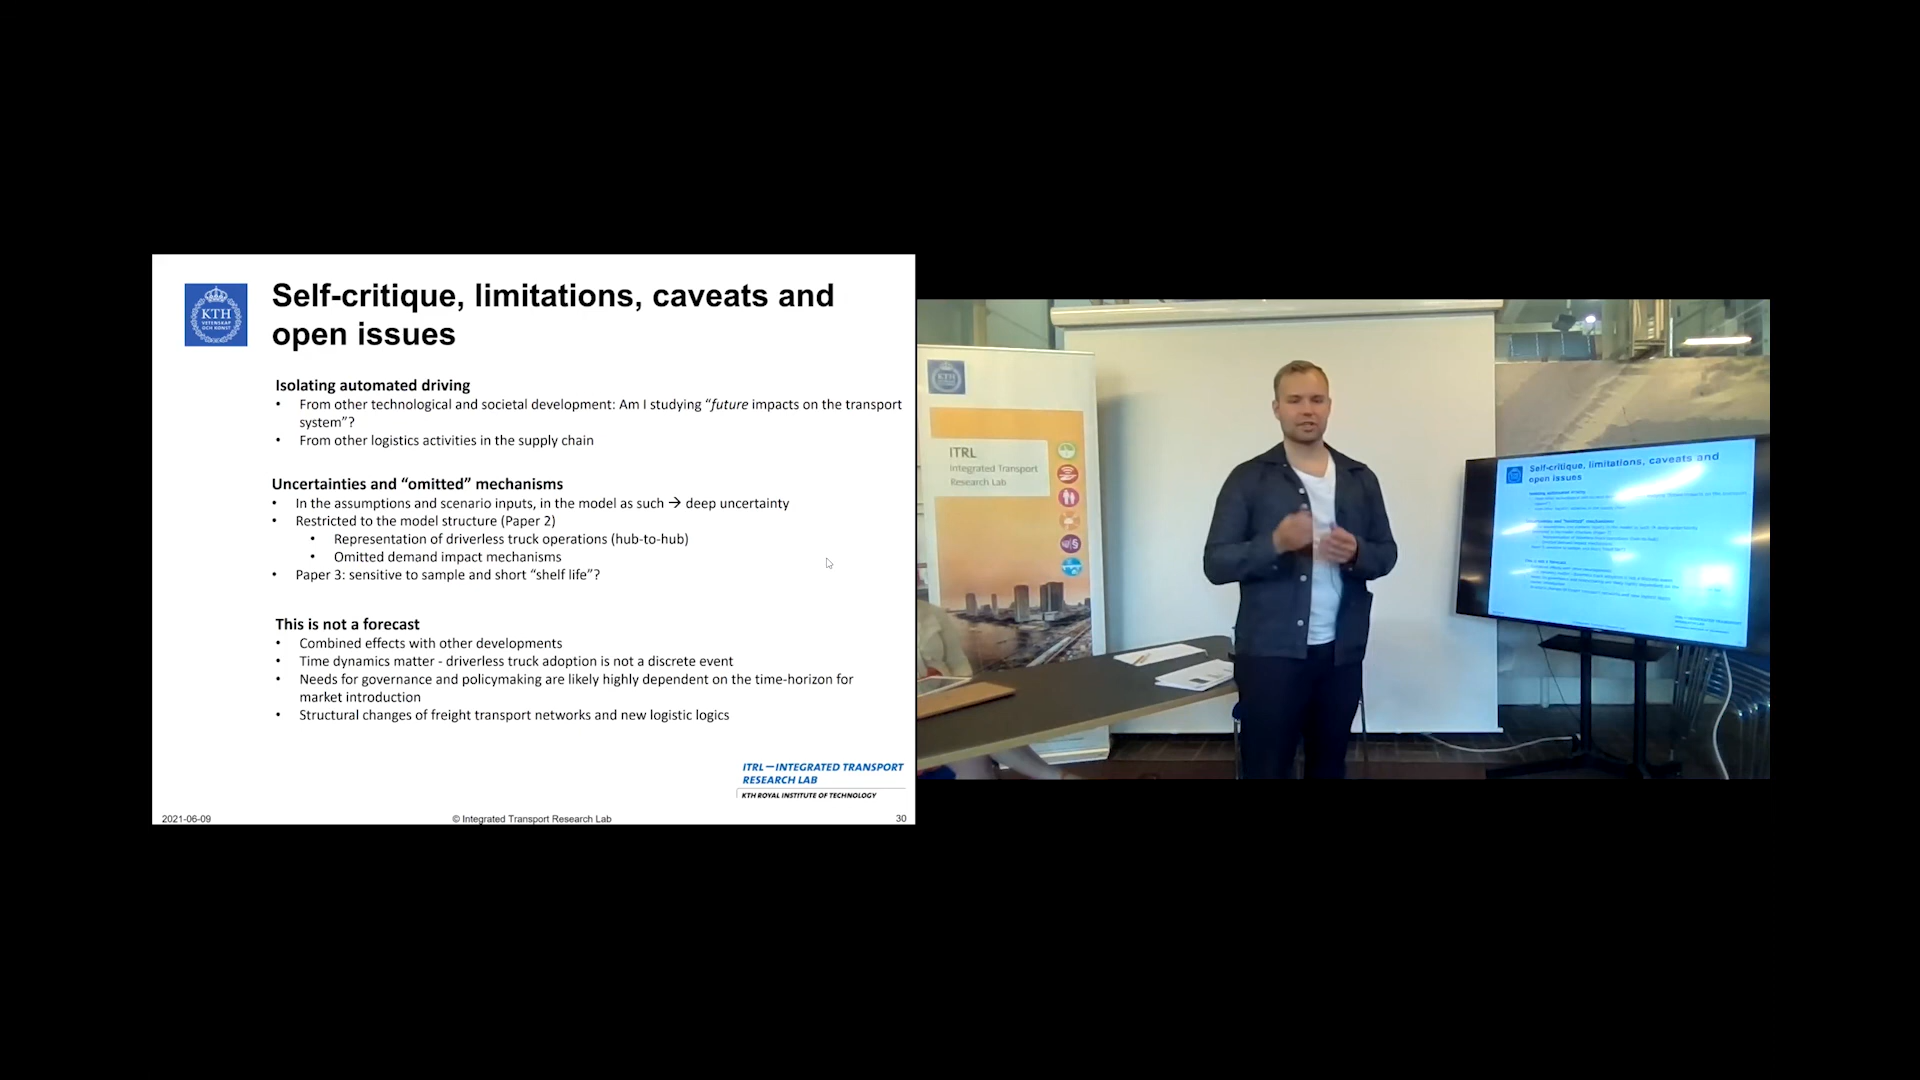 KTH
VETENSKAP
OCH KONST
Self-critique, limitations, caveats and
open issues
Isolating automated driving
• From other technological and societal development: Am I studying “future impacts on the transport
system”?
• From other logistics activities in the supply chain
Uncertainties and “omitted” mechanisms
• In the assumptions and scenario inputs, in the model as such → deep uncertainty
• Restricted to the model structure (Paper 2)
• Representation of driverless truck operations (hub-to-hub)
• Omitted demand impact mechanisms
• Paper 3: sensitive to sample and short “shelf life”?
This is not a forecast
• Combined effects with other developments
• Time dynamics matter - driverless truck adoption is not a discrete event
• Needs for governance and policymaking are likely highly dependent on the time-horizon for
market introduction
• Structural changes of freight transport networks and new logistic logics
ITRL — INTEGRATED TRANSPORT
RESEARCH LAB
KTH ROYAL INSTITUTE OF TECHNOLOGY
2021-06-09
© Integrated Transport Research Lab
30
KTH
ITRL
Integrated Transport
Research Lab
Self-critique, limitations, caveats and
open issues